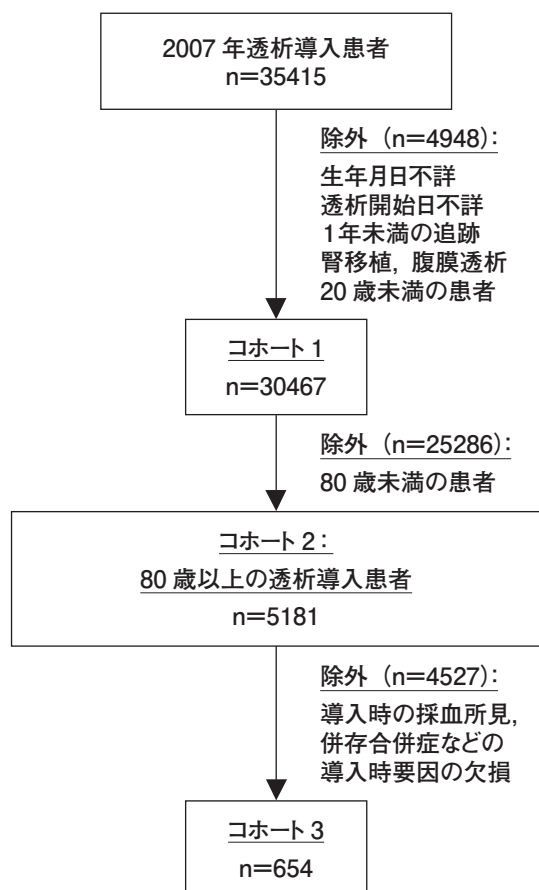 2007 年透析導入患者
n=35415
除外（n=4948）：
生年月日不詳
透析開始日不詳
1年未満の追跡
腎移植，腹膜透析
20 歳未満の患者
コホート 1
n=30467
除外（n=25286）：
80 歳未満の患者
コホート 2：
80 歳以上の透析導入患者
n=5181
除外（n=4527）：
導入時の採血所見，
併存合併症などの
導入時要因の欠損
コホート 3
n=654